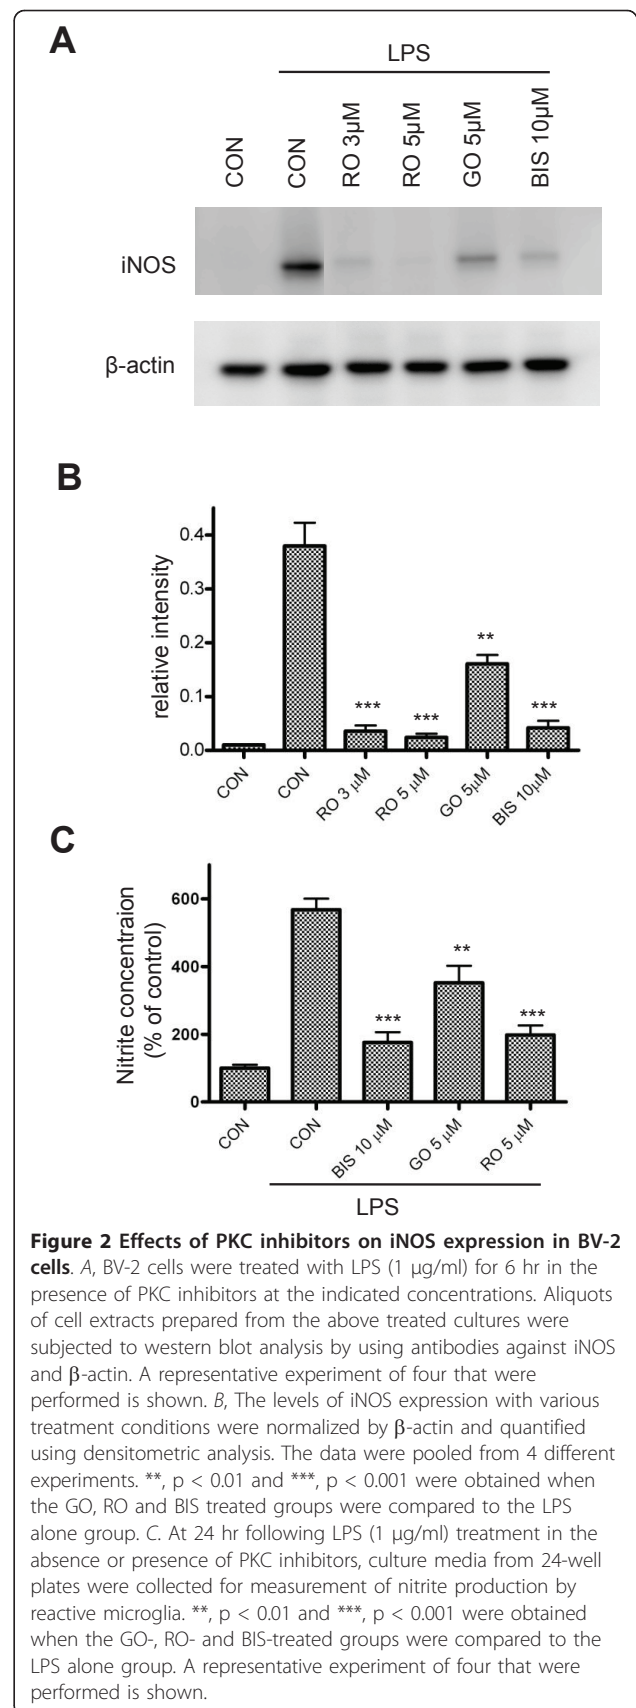 A
LPS
CON
CON
RO 3μM
RO 5μM
GO 5μM
BIS 10μM
iNOS
β-actin
B
relative intensity
0.4
0.3
0.2
0.1
0.0
***
***
**
***
CON
CON
RO 3 μM
RO 5 μM
GO 5μM
BIS 10μM
C
Nitrite concentraion
(% of control)
600
400
200
0
***
**
***
CON
CON
BIS 10 μM
GO 5 μM
RO 5 μM
LPS
Figure 2 Effects of PKC inhibitors on iNOS expression in BV-2
cells. A, BV-2 cells were treated with LPS (1 μg/ml) for 6 hr in the
presence of PKC inhibitors at the indicated concentrations. Aliquots
of cell extracts prepared from the above treated cultures were
subjected to western blot analysis by using antibodies against iNOS
and β-actin. A representative experiment of four that were
performed is shown. B, The levels of iNOS expression with various
treatment conditions were normalized by β-actin and quantified
using densitometric analysis. The data were pooled from 4 different
experiments. **, p < 0.01 and ***, p < 0.001 were obtained when
the GO, RO and BIS treated groups were compared to the LPS
alone group. C. At 24 hr following LPS (1 μg/ml) treatment in the
absence or presence of PKC inhibitors, culture media from 24-well
plates were collected for measurement of nitrite production by
reactive microglia. **, p < 0.01 and ***, p < 0.001 were obtained
when the GO-, RO- and BIS-treated groups were compared to the
LPS alone group. A representative experiment of four that were
performed is shown.